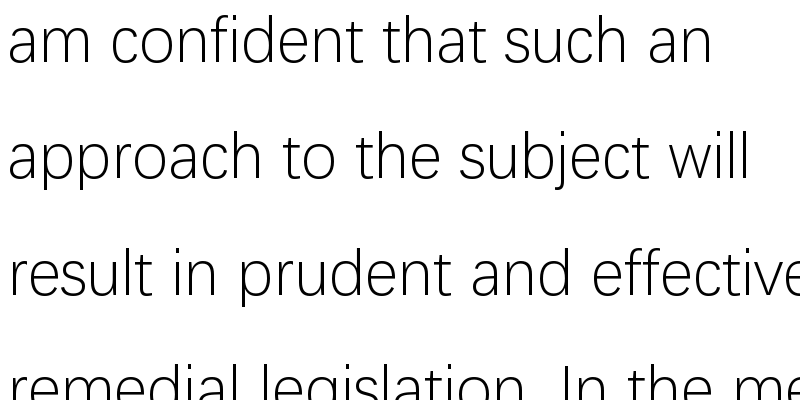 am confident that such an
approach to the subject will
result in prudent and effective
remedial legislation. In the